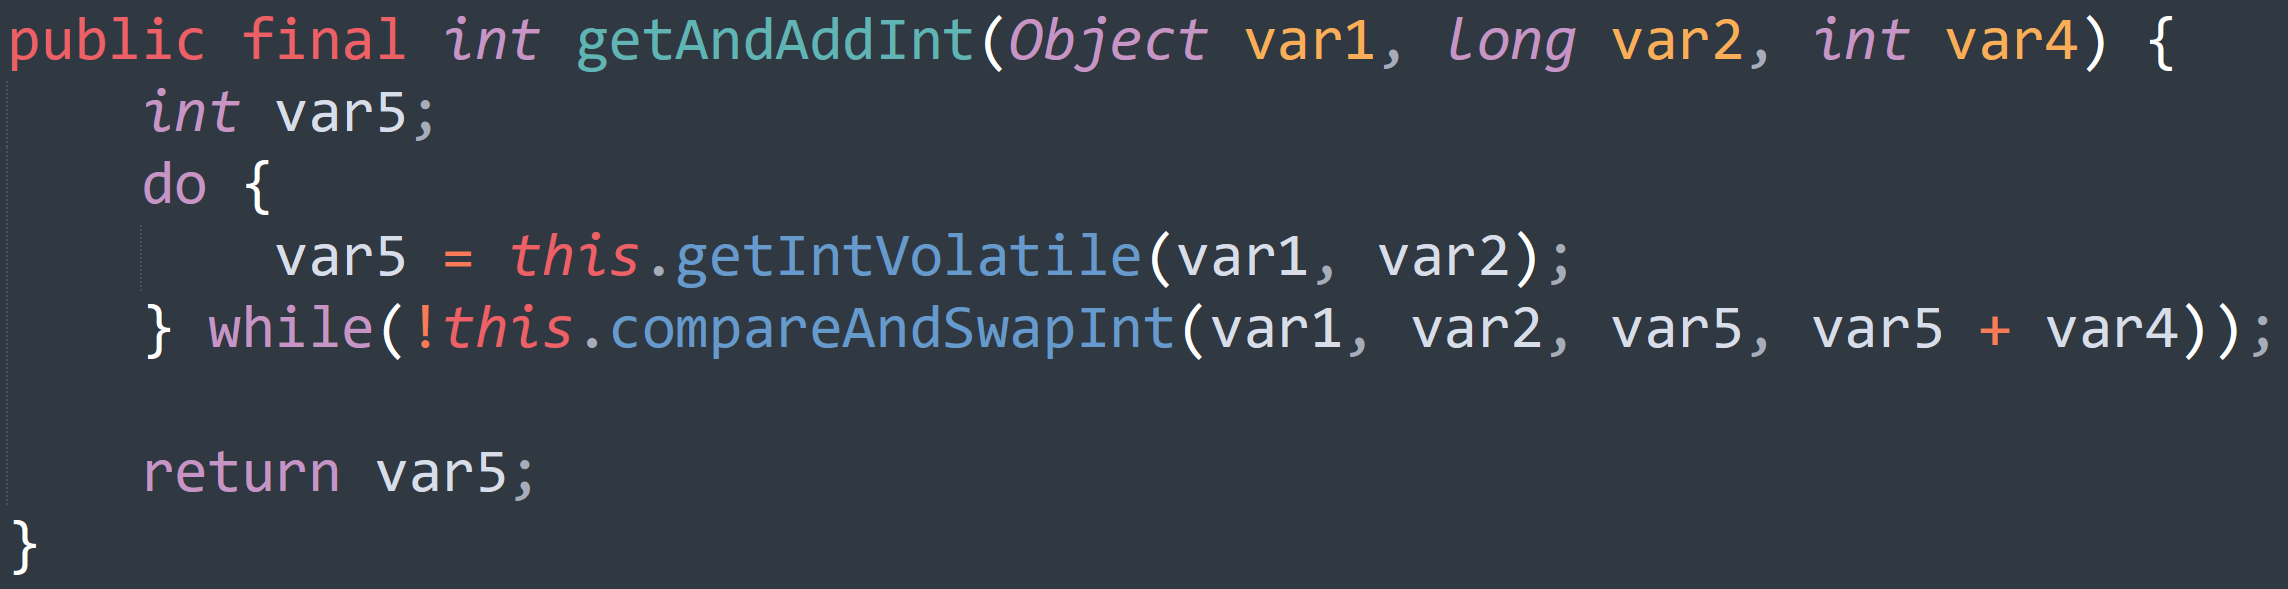 public final int getAndAddInt(Object var1, long var2, int var4) {
    int var5;
    do {
        var5 = this.getIntVolatile(var1, var2);
    } while(!this.compareAndSwapInt(var1, var2, var5, var5 + var4));

    return var5;
}